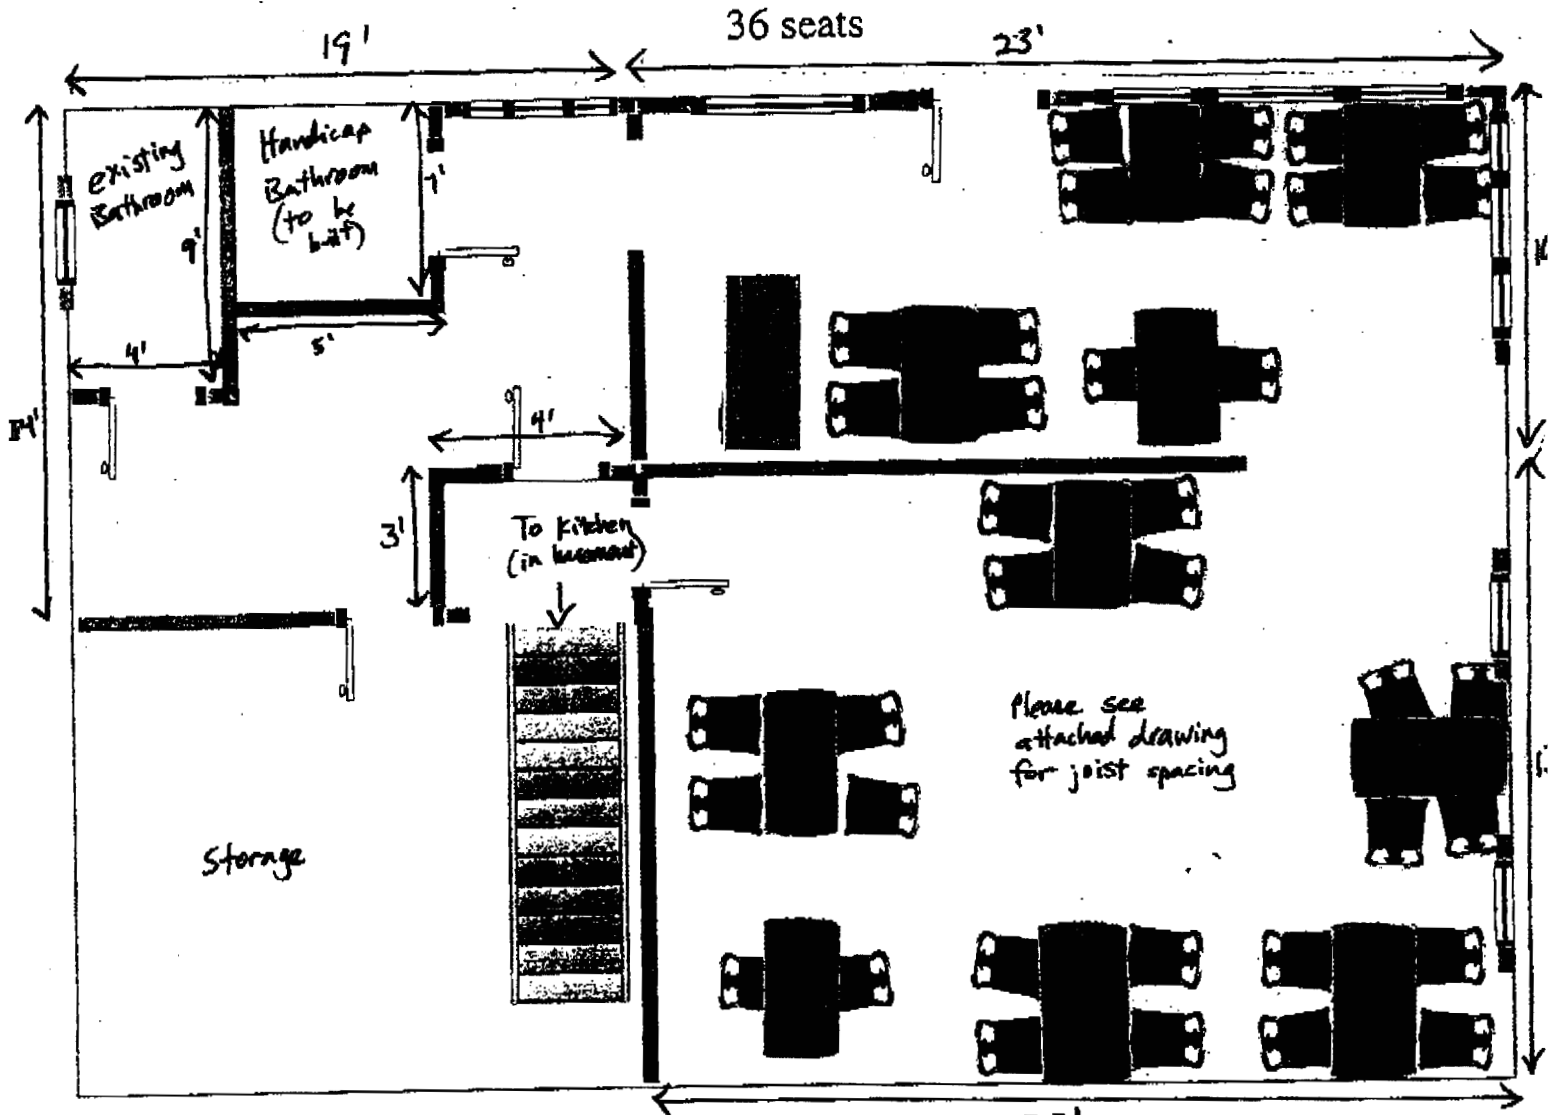 36 seats
19'
23'
existing
Bathroom
Handicap
Bathroom
(to be
built)
7'
9'
4'
5'
4'
3'
To Kitchen
(in basement)
Please see
attached drawing
for joist spacing
Storage